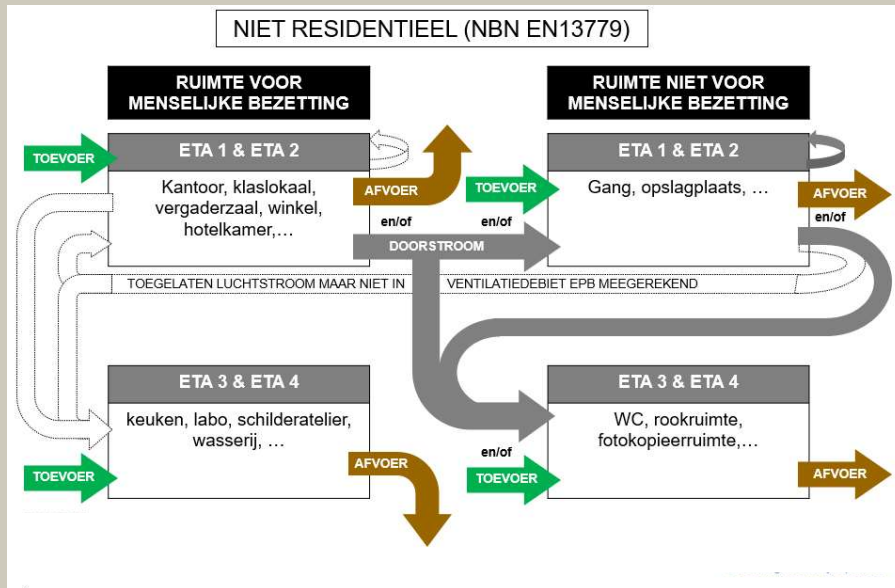 NIET RESIDENTIEEL (NBN EN13779)
RUIMTE VOOR
MENSELIJKE BEZETTING
RUIMTE NIET VOOR
MENSELIJKE BEZETTING
TOEVOER
ETA 1 & ETA 2
Kantoor, klaslokaal,
vergaderzaal, winkel,
hotelkamer,...
AFVOER
en/of
DOORSTROOM
TOEVOER
en/of
ETA 1 & ETA 2
Gang, opslagplaats, ...
AFVOER
en/of
TOEGELATEN LUCHTSTROOM MAAR NIET IN VENTILATIEDEBIET EPB MEEGEREKEND
ETA 3 & ETA 4
keuken, labo, schilderatelier,
wasserij, ...
TOEVOER
AFVOER
ETA 3 & ETA 4
WC, rookruimte,
fotokopieerruimte,...
en/of
TOEVOER
AFVOER